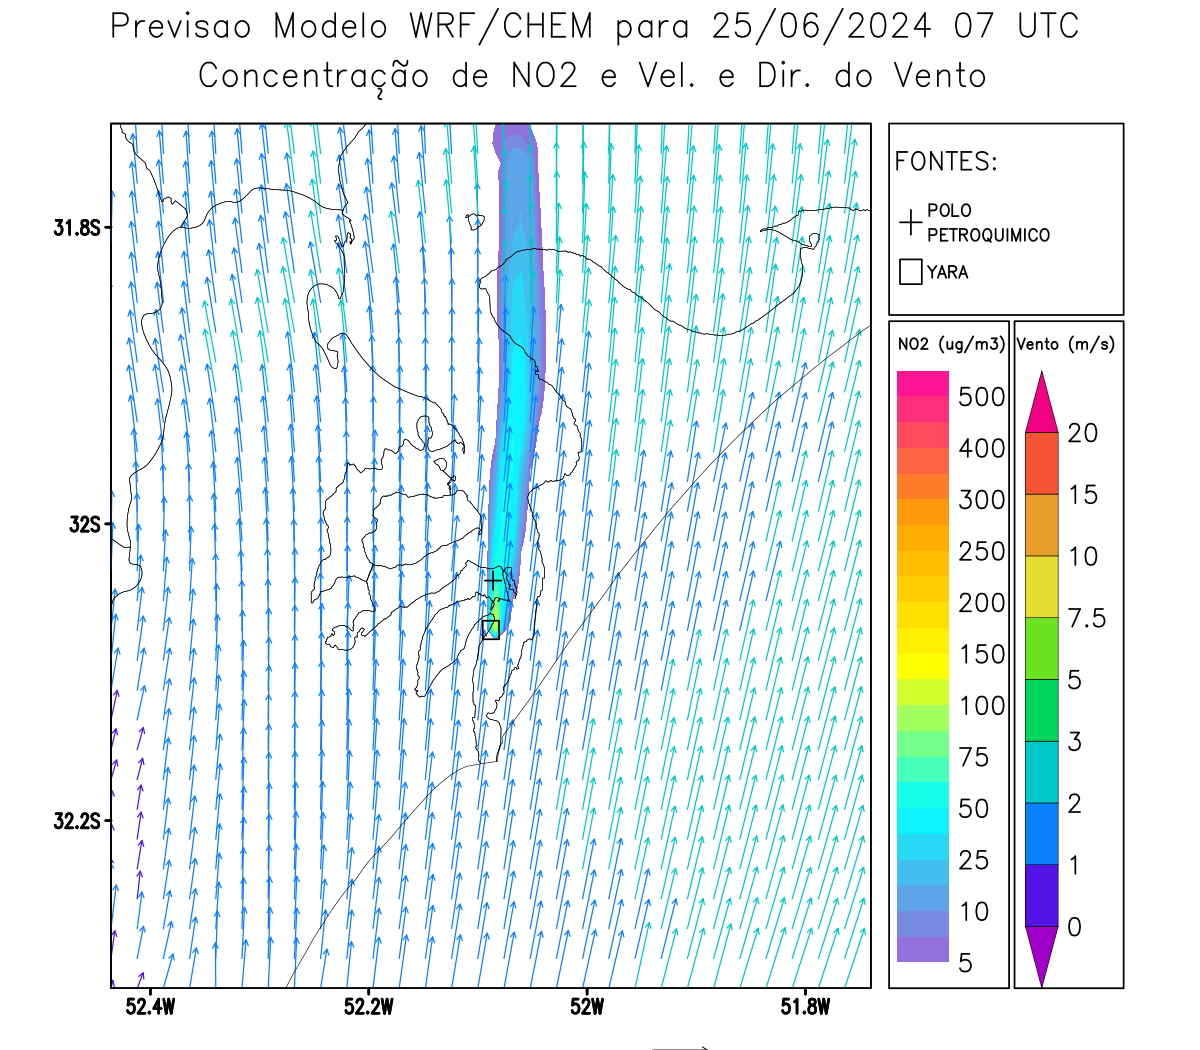 Previsao Modelo WRF/CHEM para 25/06/2024 07 UTC
Concentração de NO2 e Vel. e Dir. do Vento
FONTES:
POLO
PETROQUIMICO
YARA
31.8S
32S
32.2S
52.4W
52.2W
52W
51.8W
NO2 (ug/m3)
500
400
300
250
200
150
100
75
50
25
10
5
Vento (m/s)
20
15
10
7.5
5
3
2
1
0